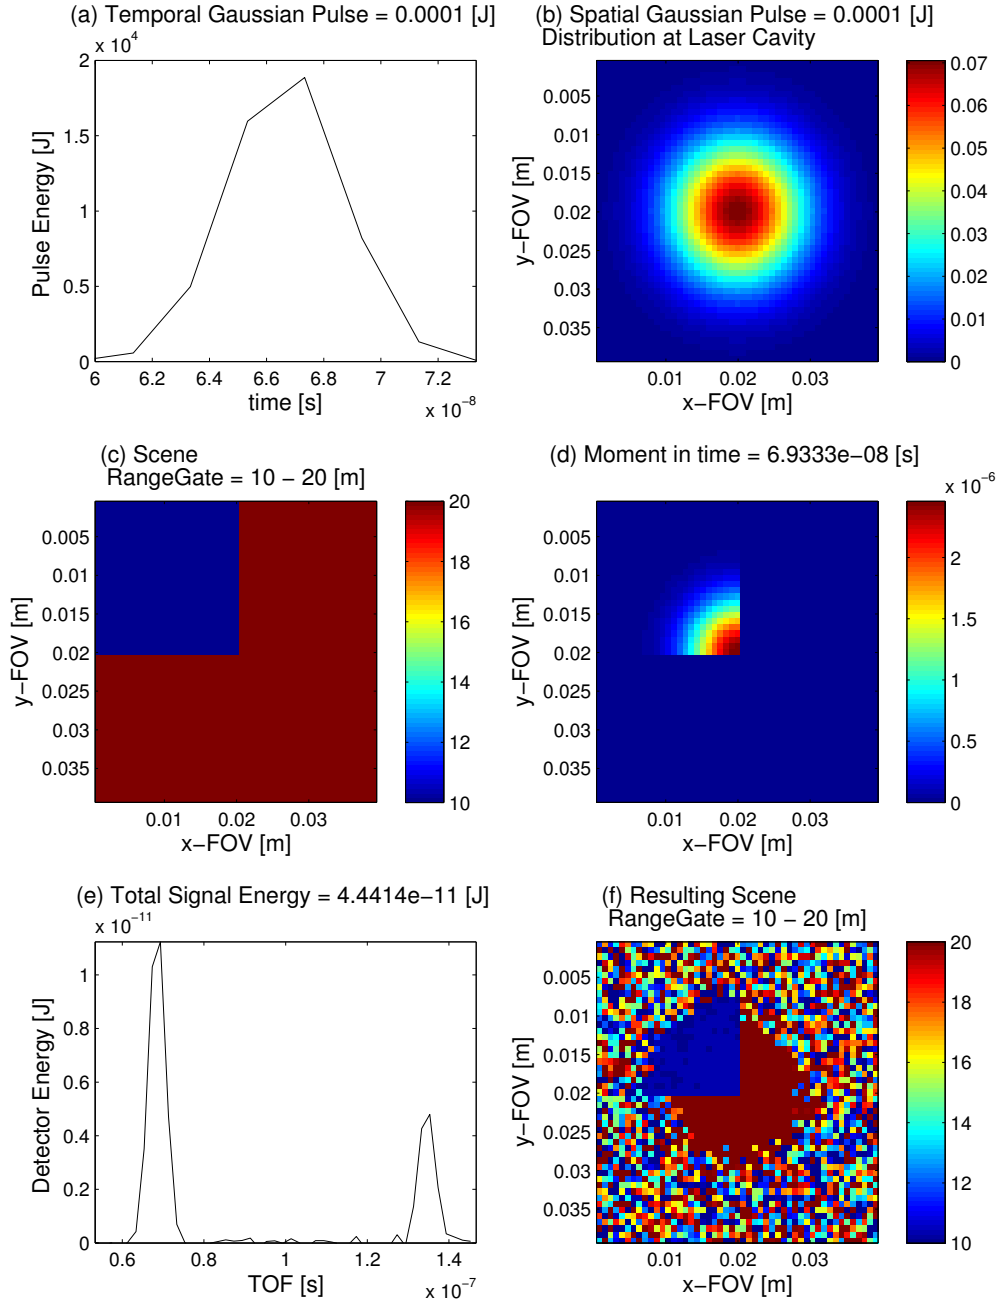 (a) Temporal Gaussian Pulse = 0.0001 [J]
x 10^4
2
1.5
1
0.5
0
Pulse Energy [J]
6 6.2 6.4 6.6 6.8 7 7.2
time [s]
x 10^-8
(b) Spatial Gaussian Pulse = 0.0001 [J]
Distribution at Laser Cavity
0.005
0.01
0.015
0.02
0.025
0.03
0.035
y-FOV [m]
0.01 0.02 0.03
x-FOV [m]
0.07
0.06
0.05
0.04
0.03
0.02
0.01
0
(c) Scene
RangeGate = 10 - 20 [m]
0.005
0.01
0.015
0.02
0.025
0.03
0.035
y-FOV [m]
0.01 0.02 0.03
x-FOV [m]
20
18
16
14
12
10
(d) Moment in time = 6.9333e-08 [s]
0.005
0.01
0.015
0.02
0.025
0.03
0.035
y-FOV [m]
0.01 0.02 0.03
x-FOV [m]
x 10^-6
2
1.5
1
0.5
0
(e) Total Signal Energy = 4.4414e-11 [J]
x 10^-11
1
0.8
0.6
0.4
0.2
0
Detector Energy [J]
0.6 0.8 1 1.2 1.4
TOF [s]
x 10^-7
(f) Resulting Scene
RangeGate = 10 - 20 [m]
0.005
0.01
0.015
0.02
0.025
0.03
0.035
y-FOV [m]
0.01 0.02 0.03
x-FOV [m]
20
18
16
14
12
10